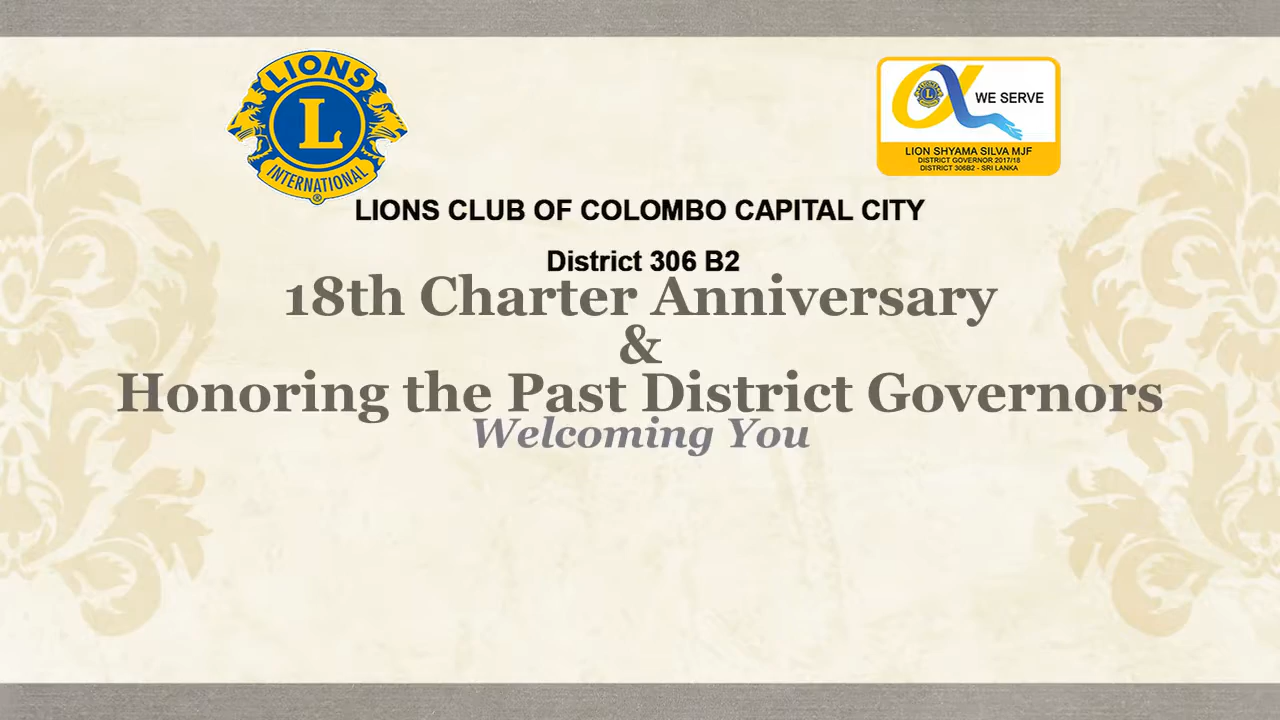 LIONS
L
INTERNATIONAL
®
L
WE SERVE
LION SHYAMA SILVA MJF
DISTRICT GOVERNOR 2017/18
DISTRICT 306B2 - SRI LANKA
LIONS CLUB OF COLOMBO CAPITAL CITY
District 306 B2
18th Charter Anniversary
&
Honoring the Past District Governors
Welcoming You